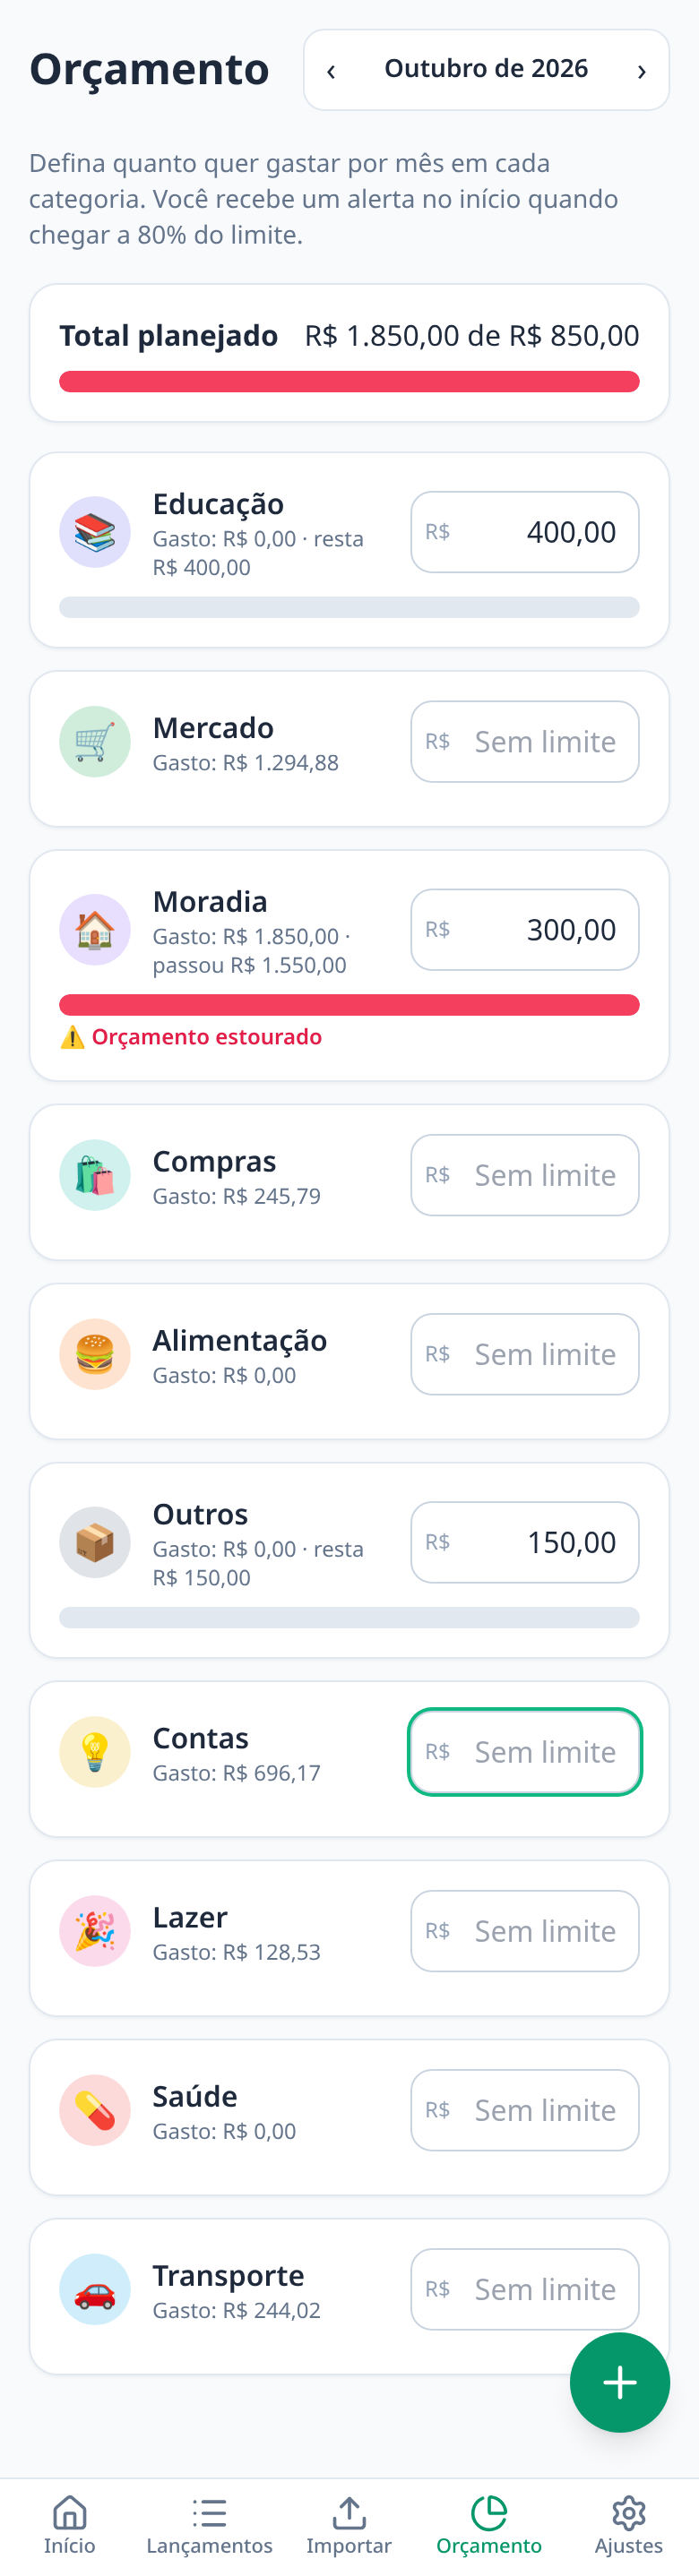 Orçamento
‹ Outubro de 2026 ›
Defina quanto quer gastar por mês em cada
categoria. Você recebe um alerta no início quando
chegar a 80% do limite.
Total planejado R$ 1.850,00 de R$ 850,00
Educação
Gasto: R$ 0,00 · resta
R$ 400,00
R$ 400,00
Mercado
Gasto: R$ 1.294,88
R$ Sem limite
Moradia
Gasto: R$ 1.850,00 ·
passou R$ 1.550,00
R$ 300,00
⚠️ Orçamento estourado
Compras
Gasto: R$ 245,79
R$ Sem limite
Alimentação
Gasto: R$ 0,00
R$ Sem limite
Outros
Gasto: R$ 0,00 · resta
R$ 150,00
R$ 150,00
Contas
Gasto: R$ 696,17
R$ Sem limite
Lazer
Gasto: R$ 128,53
R$ Sem limite
Saúde
Gasto: R$ 0,00
R$ Sem limite
Transporte
Gasto: R$ 244,02
R$ Sem limite
Início Lançamentos Importar Orçamento Ajustes